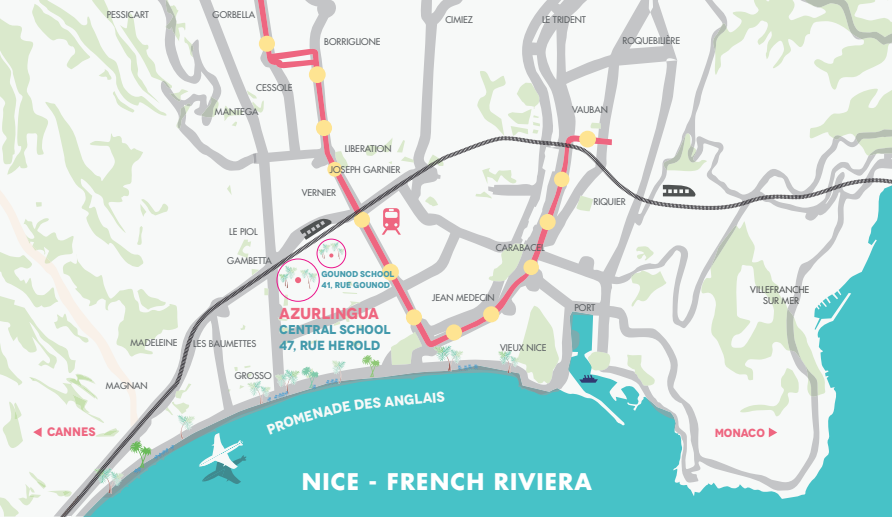 PESSICART
GORBELLA
CIMIEZ
LE TRIDENT
BORRIGLIONE
ROQUEBILIÈRE
CESSOLE
MANTEGA
VAUBAN
LIBERATION
JOSEPH GARNIER
VERNIER
RIQUIER
LE PIOL
CARABACEL
GAMBETTA
GOUNOD SCHOOL
41, RUE GOUNOD
VILLEFRANCHE
SUR MER
JEAN MEDECIN
PORT
AZURLINGUA
CENTRAL SCHOOL
47, RUE HEROLD
MADELEINE
LES BAUMETTES
VIEUX NICE
GROSSO
MAGNAN
PROMENADE DES ANGLAIS
CANNES
MONACO
NICE - FRENCH RIVIERA